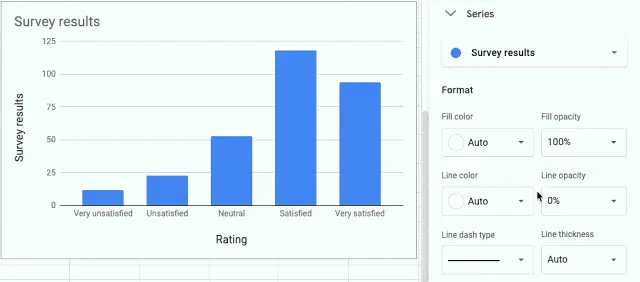 Survey results
125
100
75
50
25
0
Survey results
Very unsatisfied
Unsatisfied
Neutral
Satisfied
Very satisfied
Rating
Series
Survey results
Format
Fill color
Fill opacity
Auto
100%
Line color
Line opacity
Auto
0%
Line dash type
Line thickness
Auto